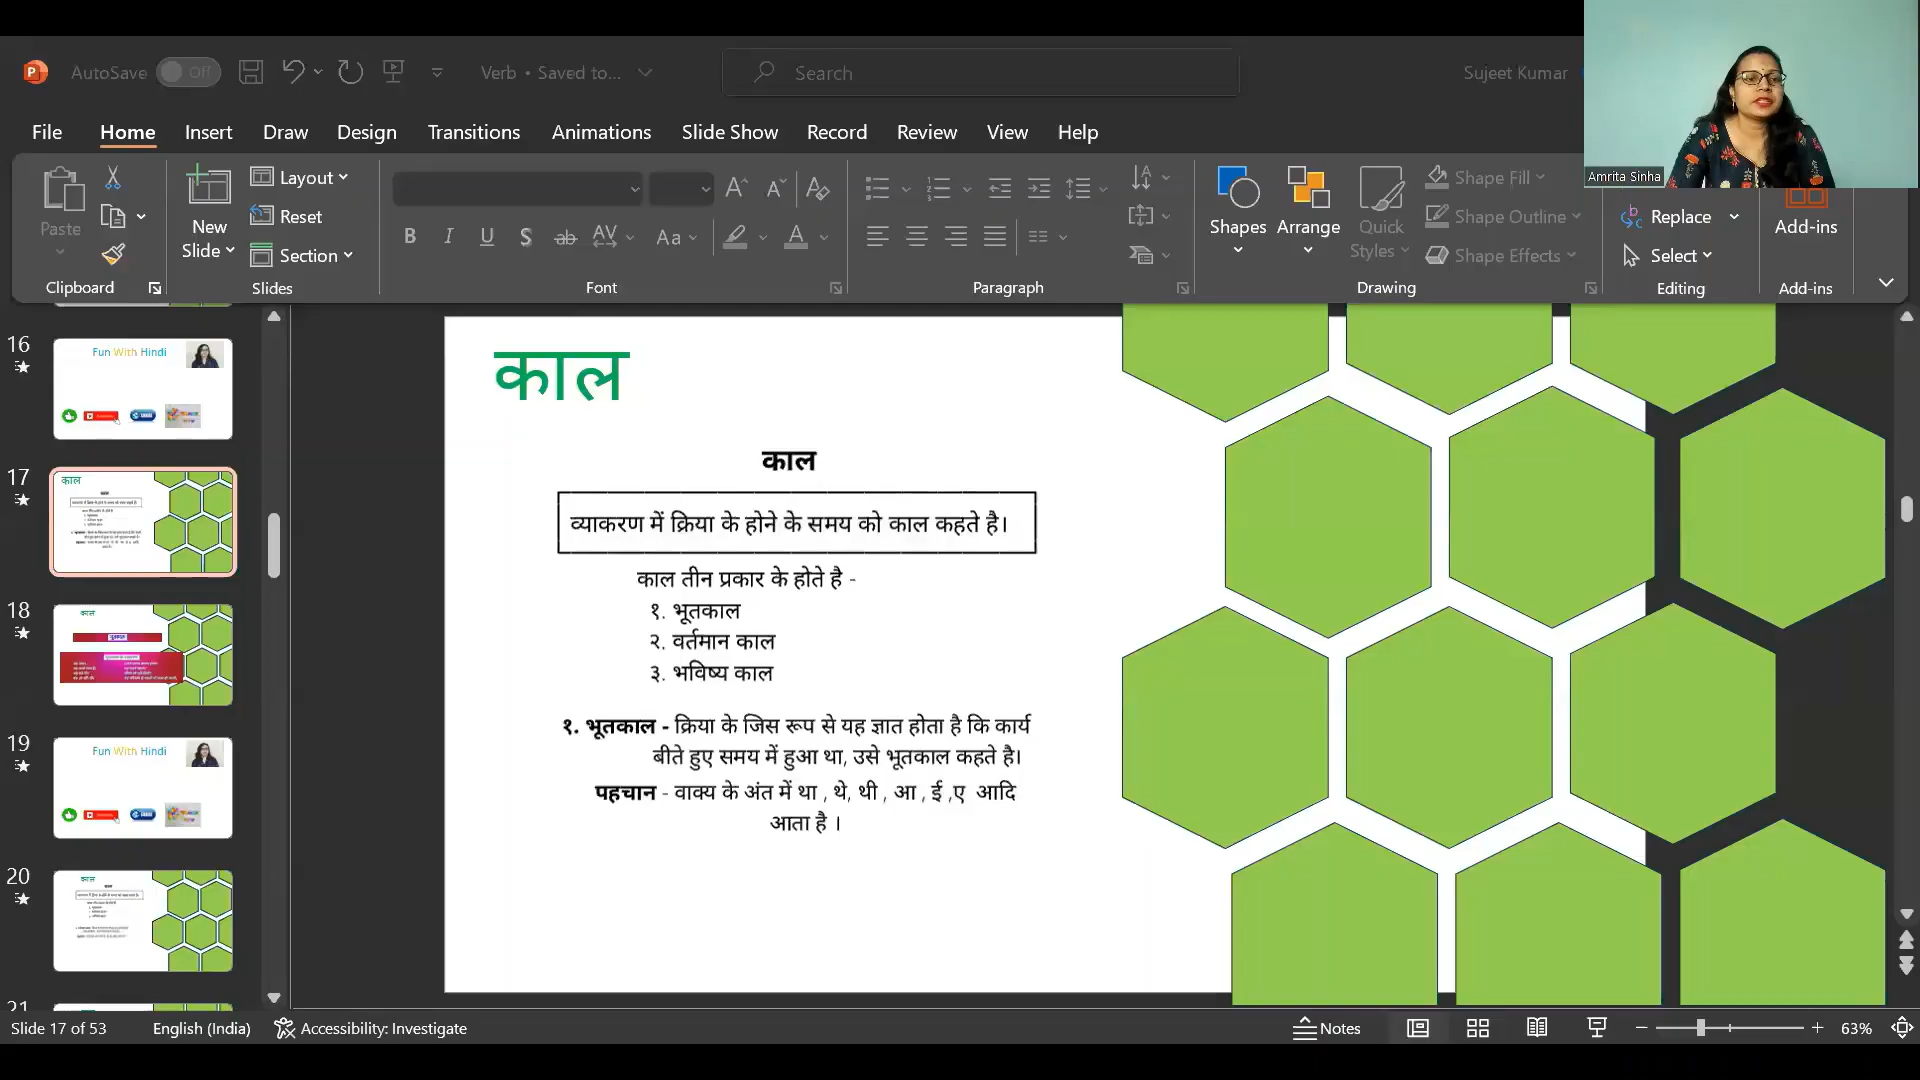 AutoSave Off Verb • Saved to... Search Sujeet Kumar
Amrita Sinha
File Home Insert Draw Design Transitions Animations Slide Show Record Review View Help
Paste
Clipboard
New Slide
Layout
Reset
Section
Slides
Font
Paragraph
Shapes
Arrange
Quick Styles
Shape Fill
Shape Outline
Shape Effects
Drawing
Replace
Select
Editing
Add-ins
Add-ins
16
Fun With Hindi
17
काल
18
काल
19
Fun With Hindi
20
काल
21
काल
काल
व्याकरण में क्रिया के होने के समय को काल कहते है।
काल तीन प्रकार के होते है -
१. भूतकाल
२. वर्तमान काल
३. भविष्य काल
१. भूतकाल - क्रिया के जिस रूप से यह ज्ञात होता है कि कार्य
बीते हुए समय में हुआ था, उसे भूतकाल कहते है।
पहचान - वाक्य के अंत में था , थे, थी , आ , ई ,ए आदि
आता है ।
Slide 17 of 53 English (India) Accessibility: Investigate Notes 63%